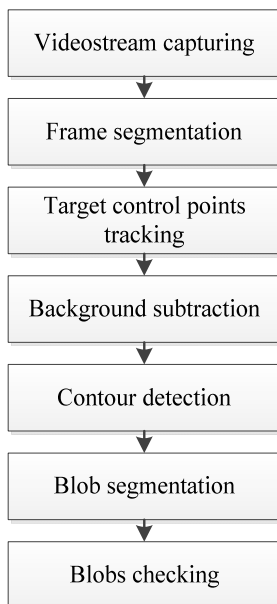 Videostream capturing
Frame segmentation
Target control points
tracking
Background subtraction
Contour detection
Blob segmentation
Blobs checking